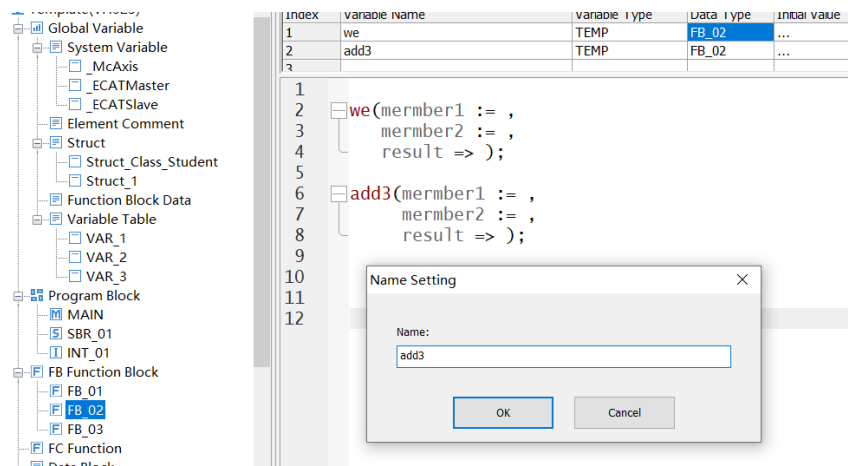 Template(VM325)
Global Variable
System Variable
_McAxis
_ECATMaster
_ECATSlave
Element Comment
Struct
Struct_Class_Student
Struct_1
Function Block Data
Variable Table
VAR_1
VAR_2
VAR_3
Program Block
MAIN
SBR_01
INT_01
FB Function Block
FB_01
FB_02
FB_03
FC Function
Data Block
Index Variable Name Variable Type Data Type Initial Value
1 we TEMP FB_02 ...
2 add3 TEMP FB_02 ...
3
1
2 we(mermber1 := ,
3 mermber2 := ,
4 result => );
5
6 add3(mermber1 := ,
7 mermber2 := ,
8 result => );
9
10
11
12
Name Setting
Name:
add3
OK Cancel